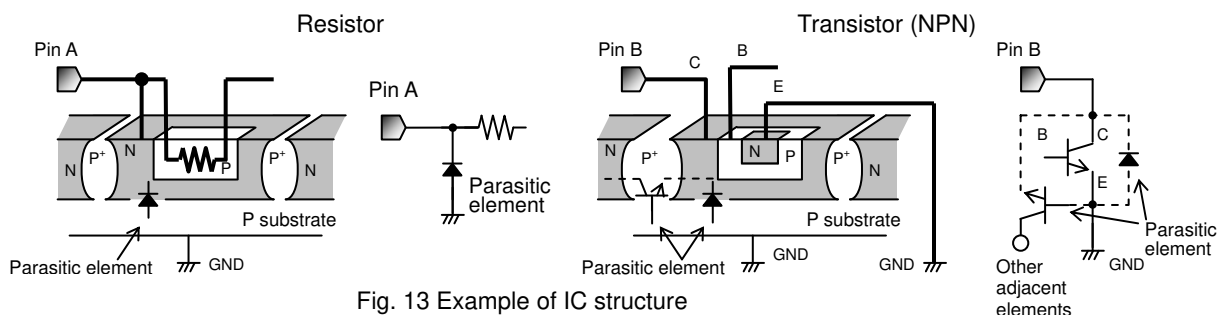 Resistor
Pin A
N
P+
N
P
P+
N
P substrate
Parasitic element
GND
Pin A
Parasitic
element
Transistor (NPN)
Pin B
C
B
E
N
P+
N
P
P+
N
P substrate
Parasitic element
GND
GND
Pin B
B
C
E
Parasitic
element
GND
Other
adjacent
elements
Fig. 13 Example of IC structure